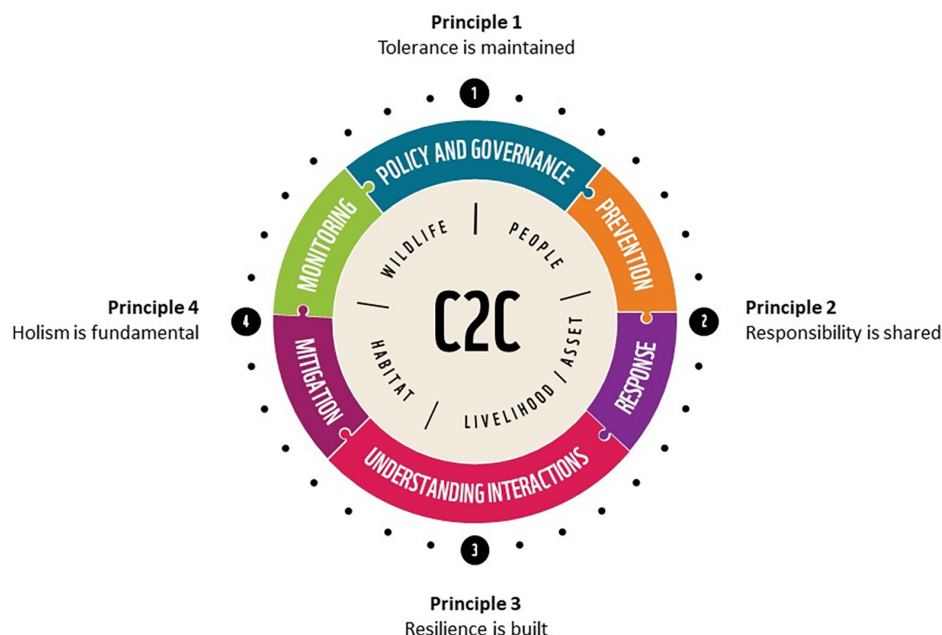 Principle 1
Tolerance is maintained
1
POLICY AND GOVERNANCE
PREVENTION
MONITORING
WILDLIFE
PEOPLE
C2C
Principle 4
Holism is fundamental
4
2
Principle 2
Responsibility is shared
HABITAT
LIVELIHOOD / ASSET
MITIGATION
RESPONSE
UNDERSTANDING INTERACTIONS
3
Principle 3
Resilience is built